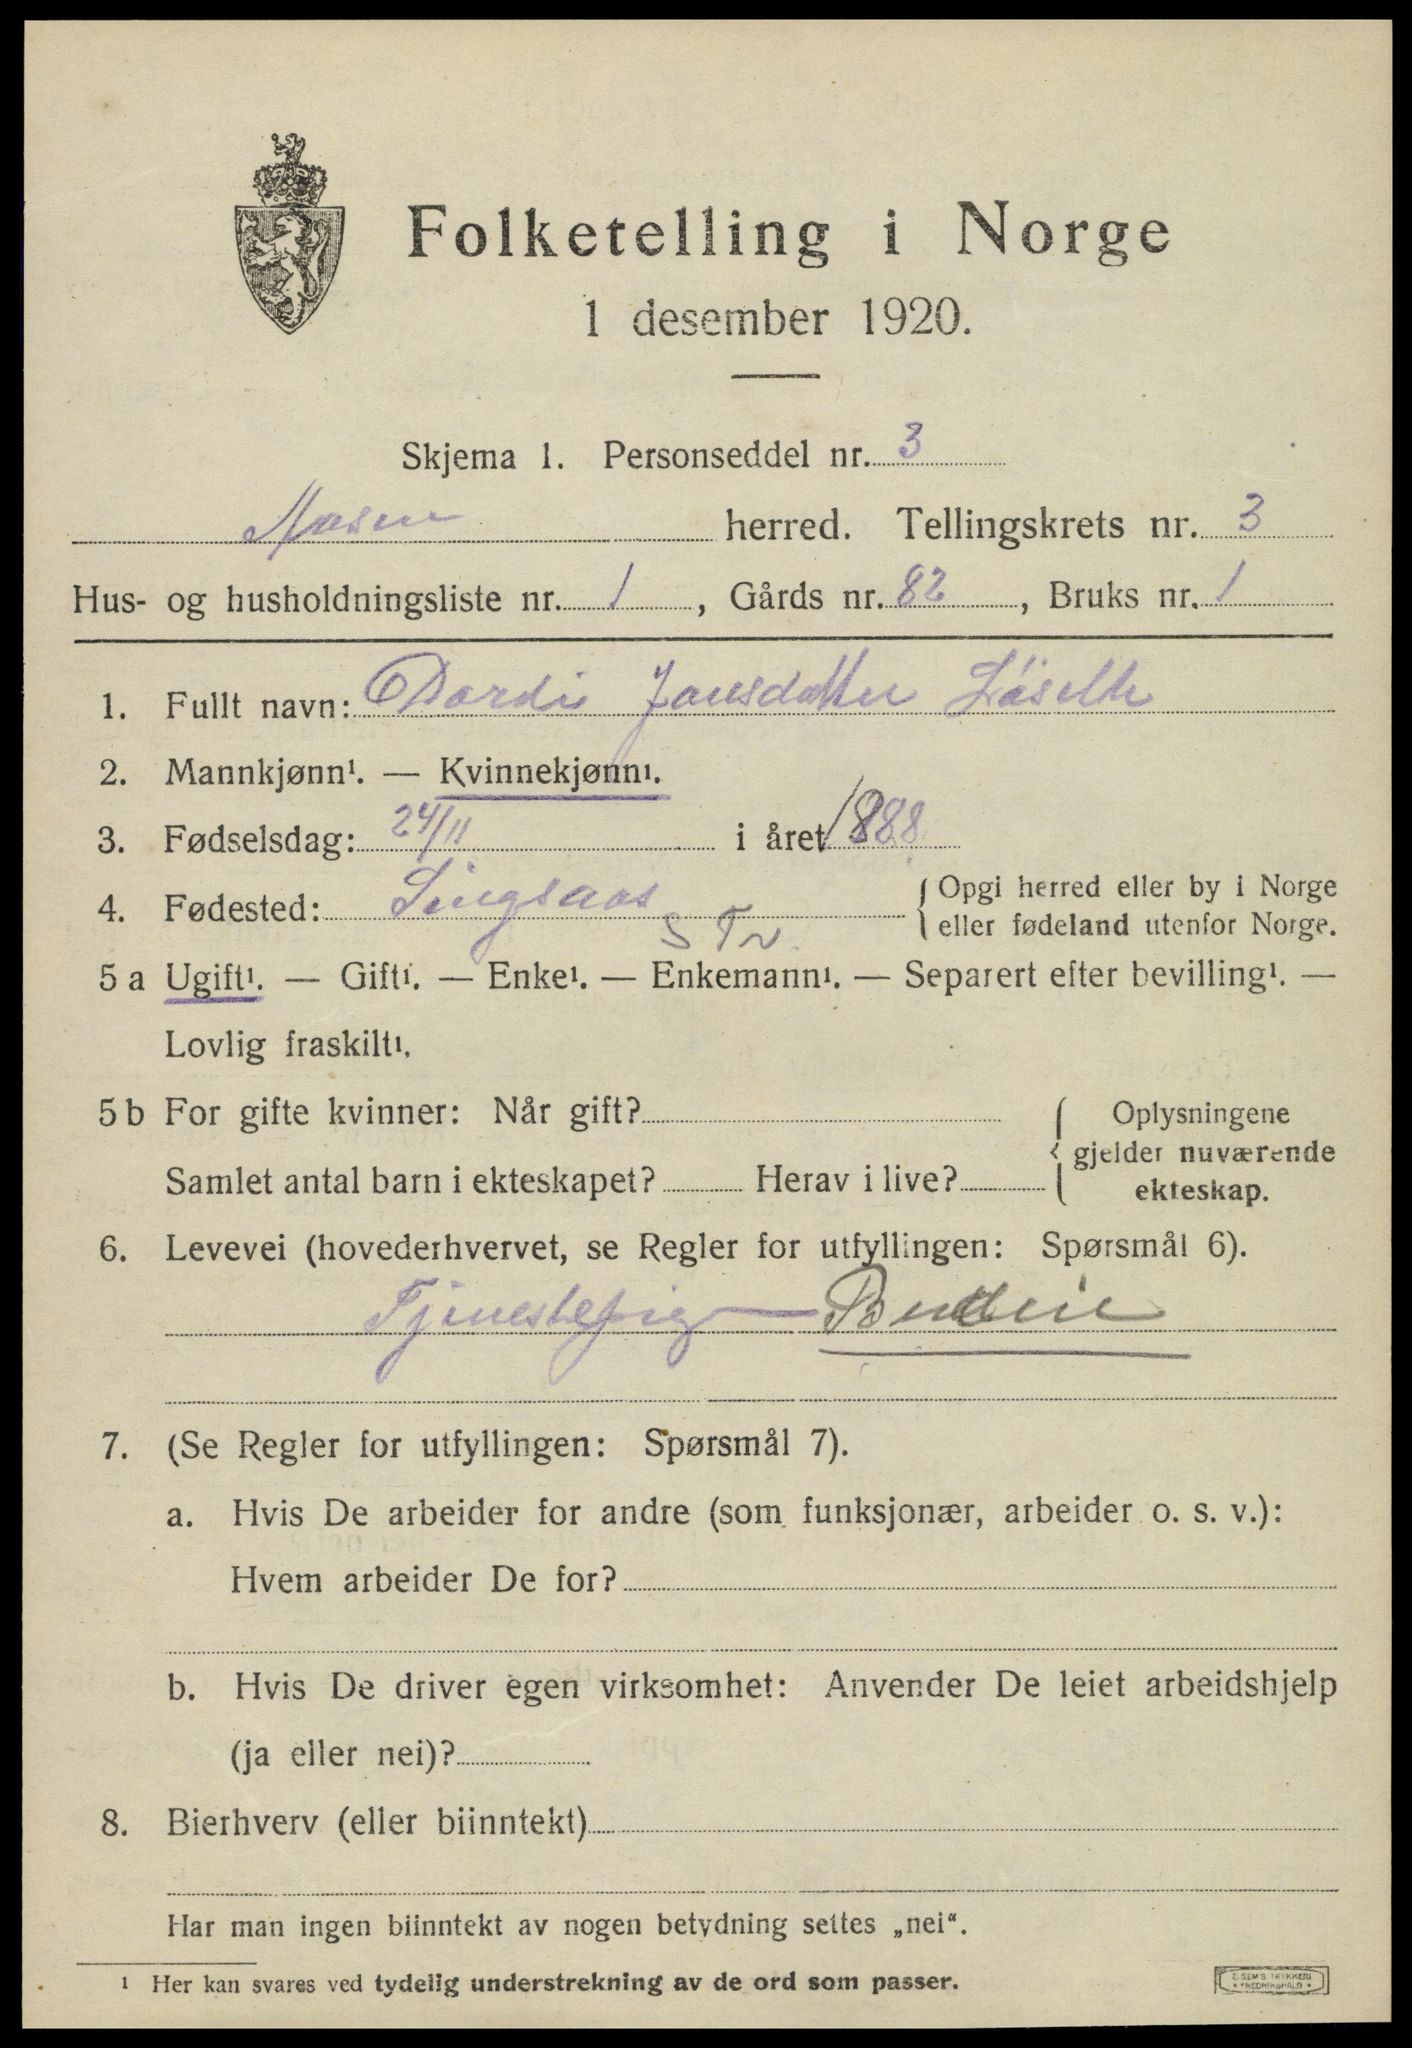 Folketelling i Norge
1 desember 1920.
Skjema 1. Personseddel nr. 3
Aasen herred. Tellingskrets nr. 3
Hus- og husholdningsliste nr. 1, Gårds nr. 82, Bruks nr. 1
1. Fullt navn: Dordi Jonsdatter Löseth
2. Mannkjønn¹. — Kvinnekjønn¹.
3. Fødselsdag: 24/11 i året 1888
4. Fødested: Singsaas { Opgi herred eller by i Norge
eller fødeland utenfor Norge.
S Tr.
5 a Ugift¹. — Gift¹. — Enke¹. — Enkemann¹. — Separert efter bevilling¹. —
Lovlig fraskilt¹.
5 b For gifte kvinner: Når gift? { Oplysningene
gjelder nuværende
Samlet antal barn i ekteskapet? Herav i live? ekteskap.
6. Levevei (hovederhvervet, se Regler for utfyllingen: Spørsmål 6).
Tjenestepige Budeie
7. (Se Regler for utfyllingen: Spørsmål 7).
a. Hvis De arbeider for andre (som funksjonær, arbeider o. s. v.):
Hvem arbeider De for?
b. Hvis De driver egen virksomhet: Anvender De leiet arbeidshjelp
(ja eller nei)?
8. Bierhverv (eller biinntekt)
Har man ingen biinntekt av nogen betydning settes „nei“.
¹ Her kan svares ved tydelig understrekning av de ord som passer.
E. SEM'S TRYKKERI
FREDRIKSHALD